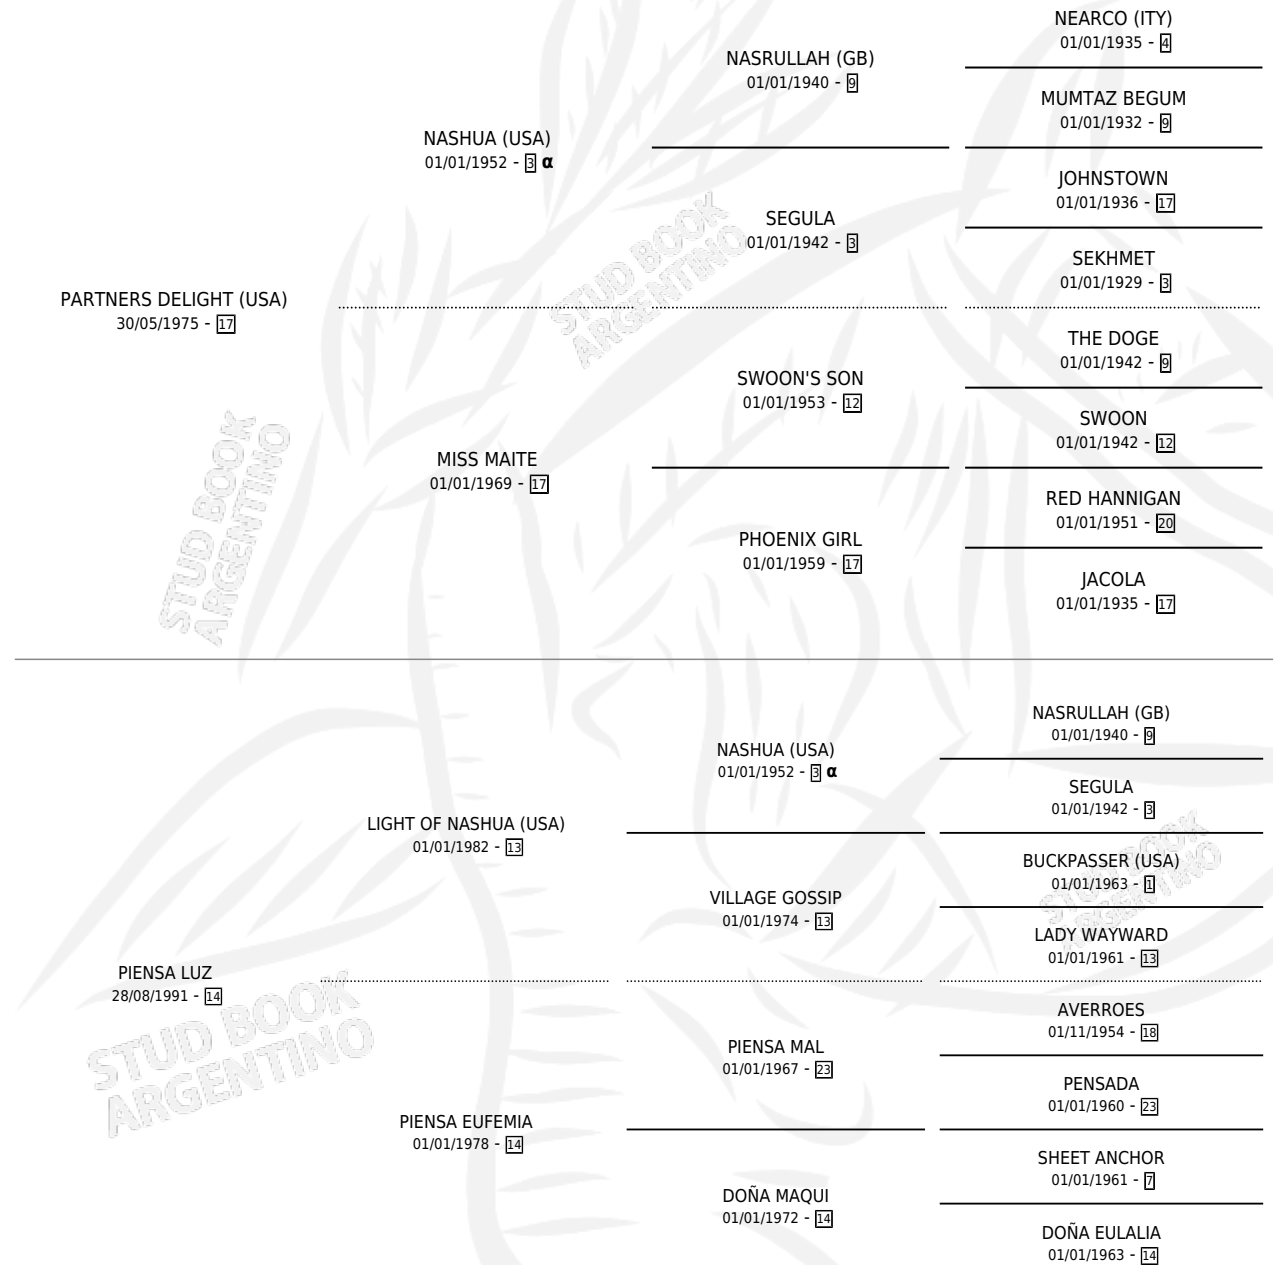 NEARCO (ITY)
01/01/1935 - 4
NASRULLAH (GB)
01/01/1940 - 9
MUMTAZ BEGUM
01/01/1932 - 9
NASHUA (USA)
01/01/1952 - 3 α
JOHNSTOWN
01/01/1936 - 17
SEGULA
01/01/1942 - 3
SEKHMET
01/01/1929 - 3
PARTNERS DELIGHT (USA)
30/05/1975 - 17
THE DOGE
01/01/1942 - 9
SWOON'S SON
01/01/1953 - 12
SWOON
01/01/1942 - 12
MISS MAITE
01/01/1969 - 17
RED HANNIGAN
01/01/1951 - 20
PHOENIX GIRL
01/01/1959 - 17
JACOLA
01/01/1935 - 17
NASRULLAH (GB)
01/01/1940 - 9
NASHUA (USA)
01/01/1952 - 3 α
SEGULA
01/01/1942 - 3
LIGHT OF NASHUA (USA)
01/01/1982 - 13
BUCKPASSER (USA)
01/01/1963 - 1
VILLAGE GOSSIP
01/01/1974 - 13
LADY WAYWARD
01/01/1961 - 13
PIENSA LUZ
28/08/1991 - 14
AVERROES
01/11/1954 - 18
PIENSA MAL
01/01/1967 - 23
PENSADA
01/01/1960 - 23
PIENSA EUFEMIA
01/01/1978 - 14
SHEET ANCHOR
01/01/1961 - 7
DOÑA MAQUI
01/01/1972 - 14
DOÑA EULALIA
01/01/1963 - 14
STUD BOOK
ARGENTINO
STUD BOOK
ARGENTINO
STUD BOOK
ARGENTINO
STUD BOOK
ARGENTINO